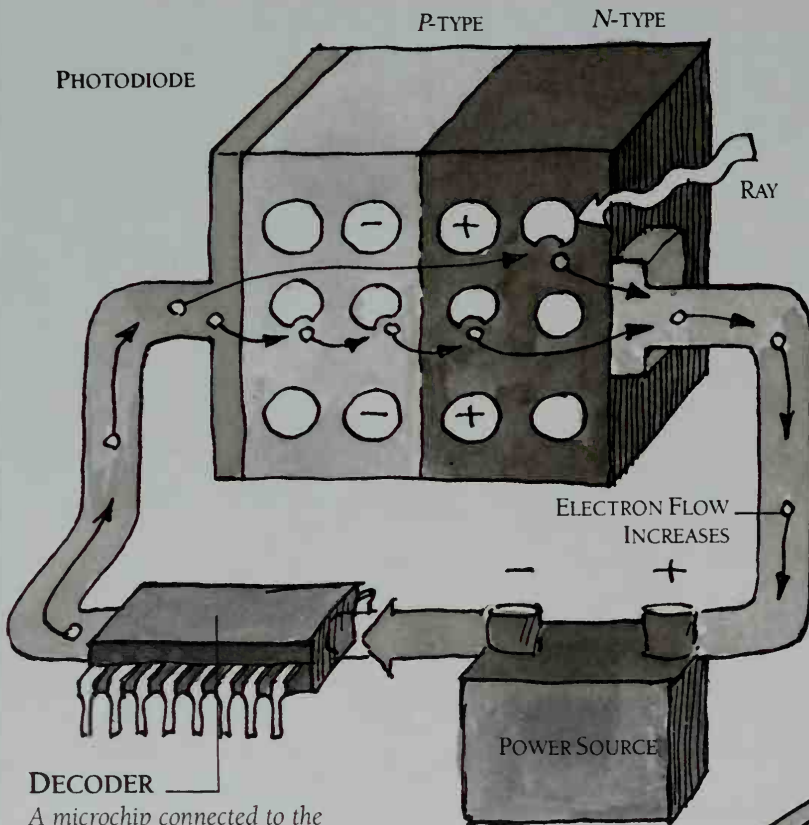 P-TYPE N-TYPE
PHOTODIODE
RAY
ELECTRON FLOW
INCREASES
− +
POWER SOURCE
DECODER
A microchip connected to the